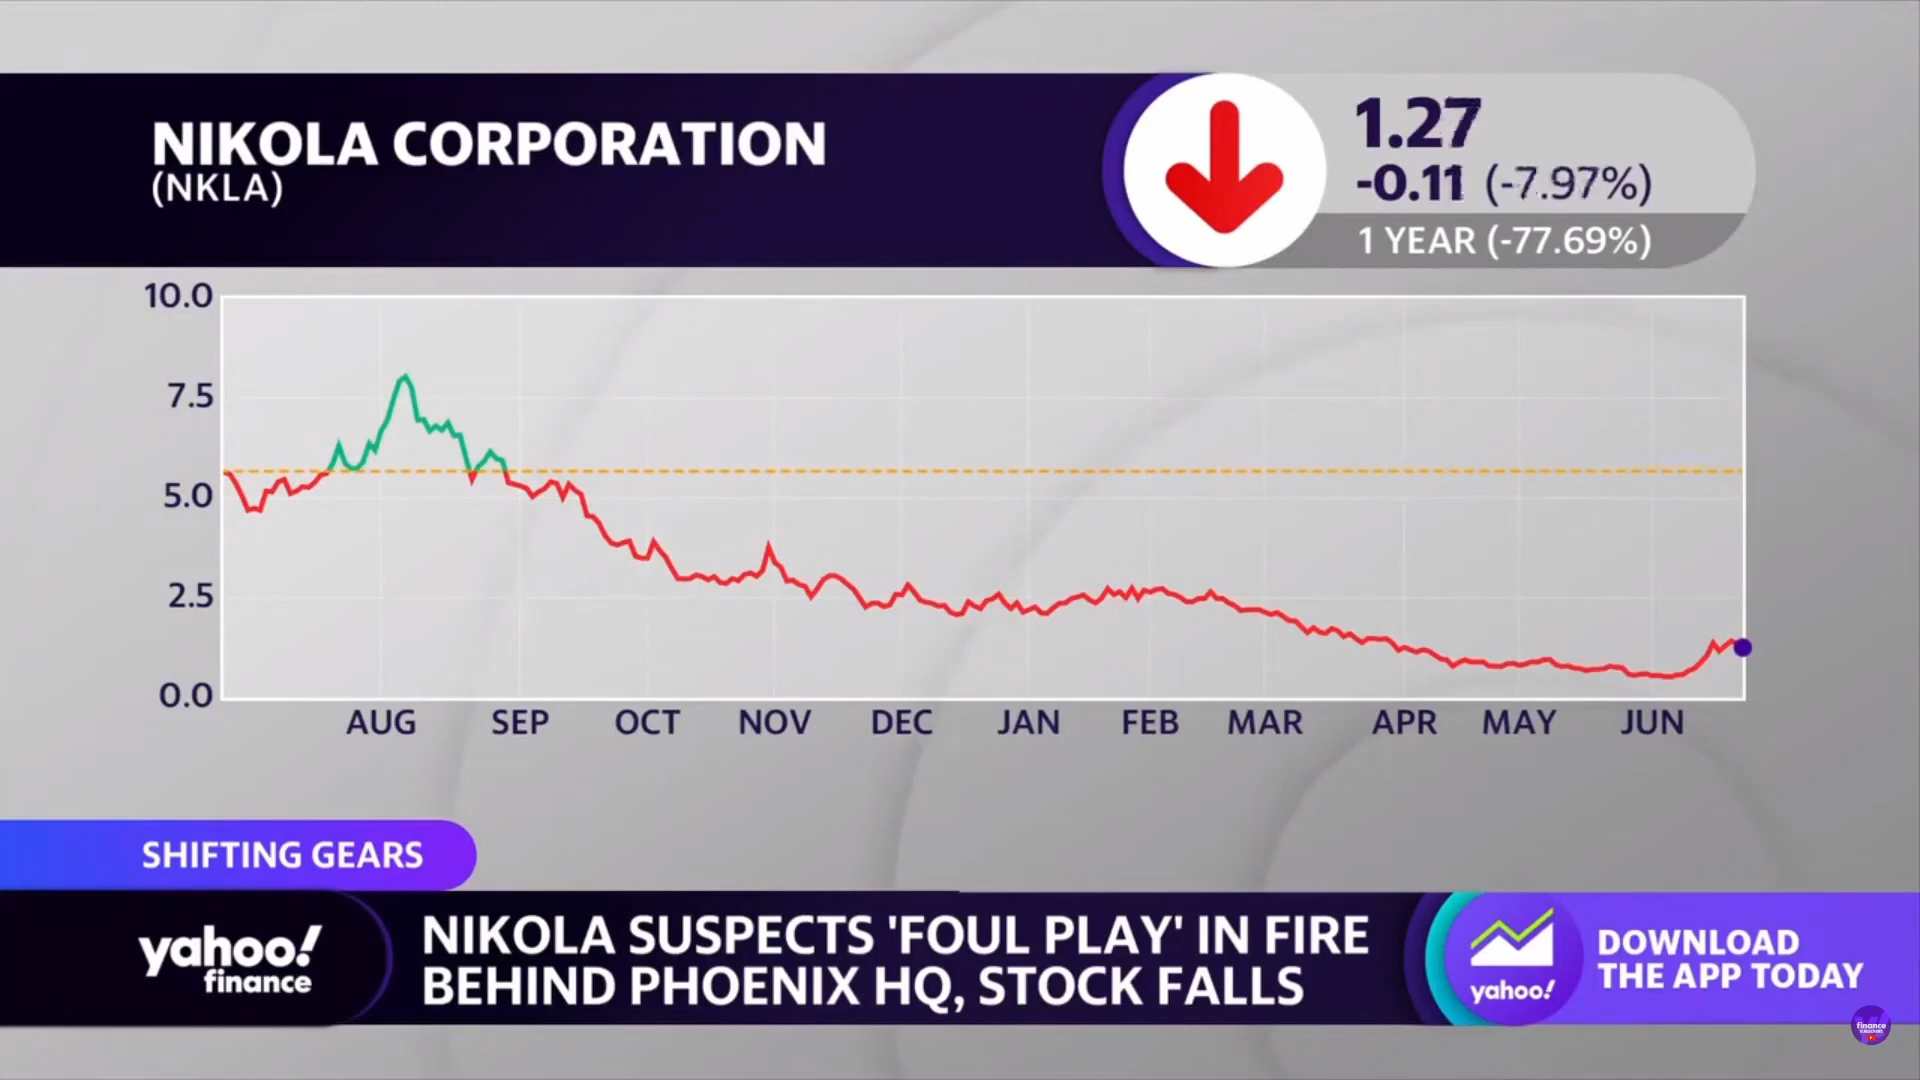 NIKOLA CORPORATION
(NKLA)
1.27
-0.11 (-7.97%)
1 YEAR (-77.69%)
10.0
7.5
5.0
2.5
0.0
AUG SEP OCT NOV DEC JAN FEB MAR APR MAY JUN
SHIFTING GEARS
yahoo!
finance
NIKOLA SUSPECTS 'FOUL PLAY' IN FIRE
BEHIND PHOENIX HQ, STOCK FALLS
yahoo!
DOWNLOAD
THE APP TODAY
finance